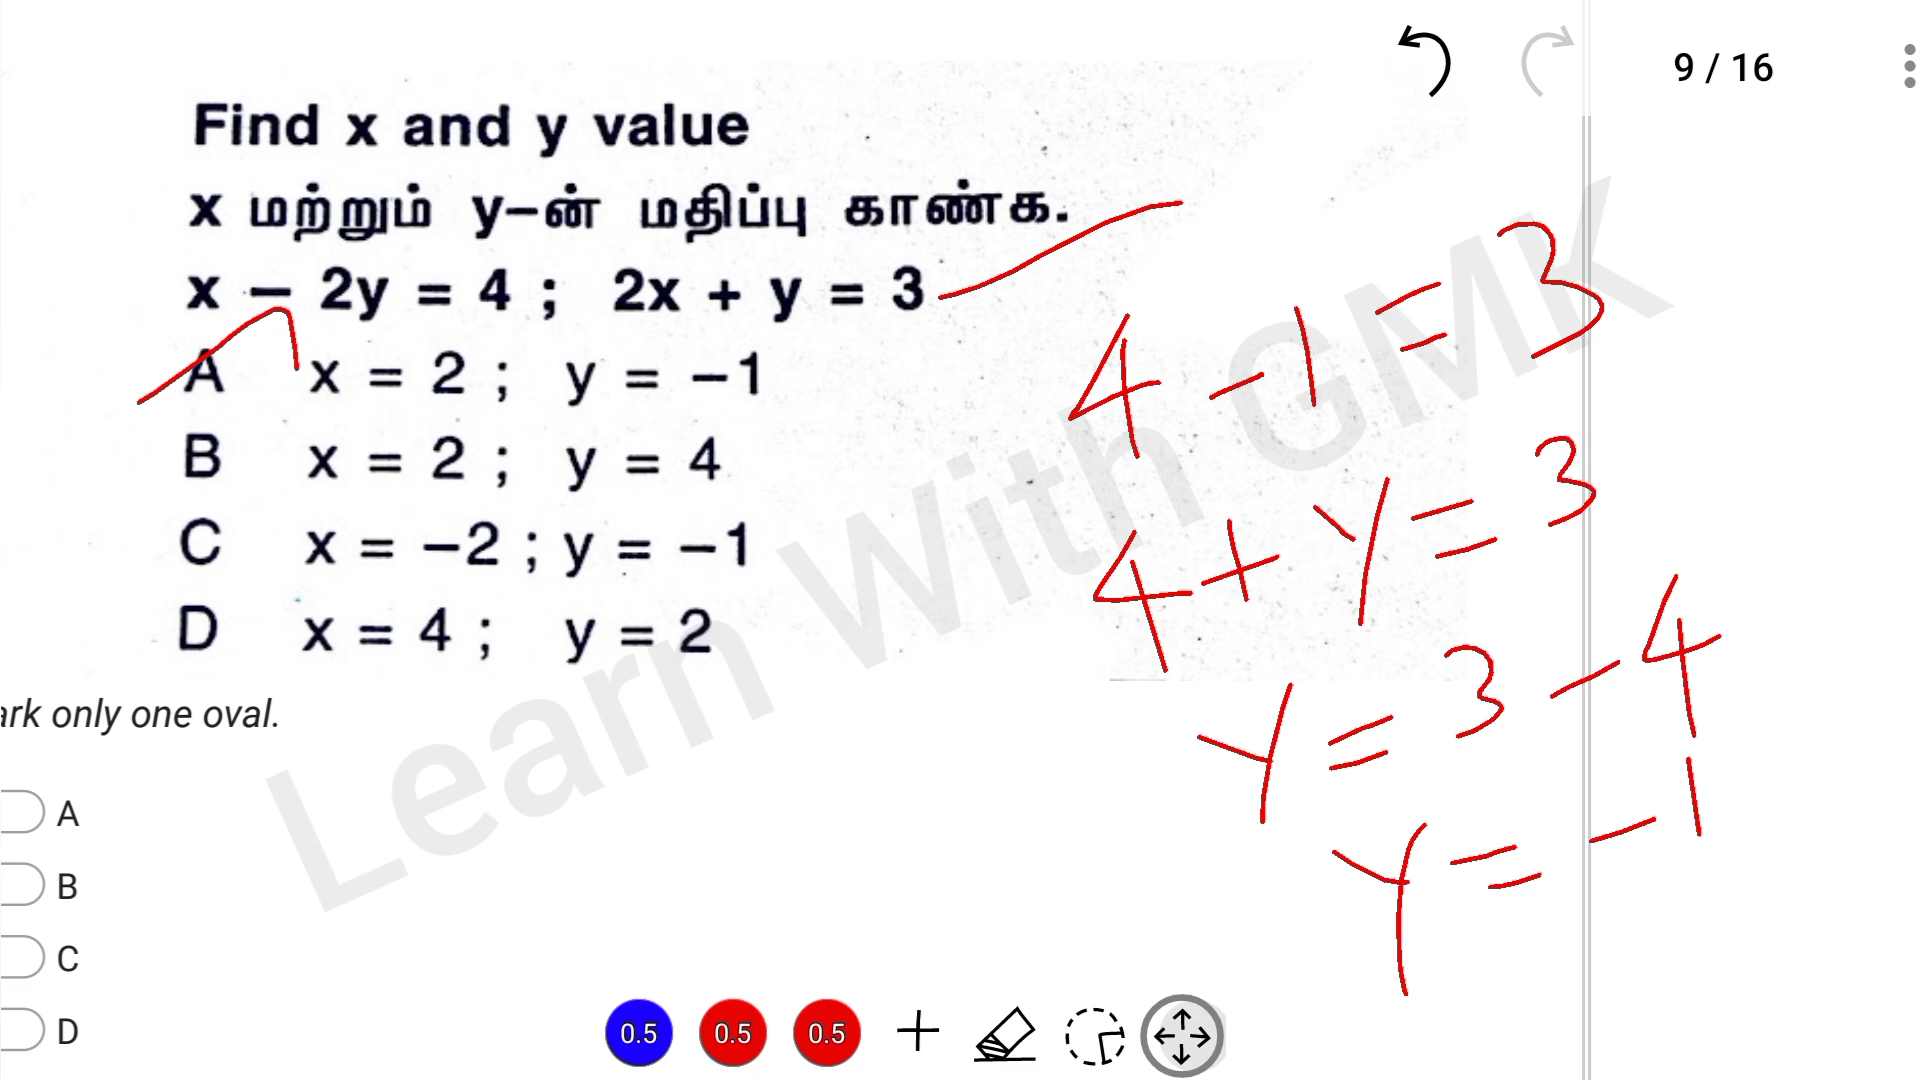 9 / 16
Find x and y value
x மற்றும் y-ன் மதிப்பு காண்க.
x – 2y = 4 ; 2x + y = 3
A x = 2 ; y = –1
B x = 2 ; y = 4
C x = –2 ; y = –1
D x = 4 ; y = 2
ark only one oval.
A
B
C
D
4 - 1 = 3
4 + y = 3
y = 3 - 4
y = - 1
Learn With GMK
0.5 0.5 0.5